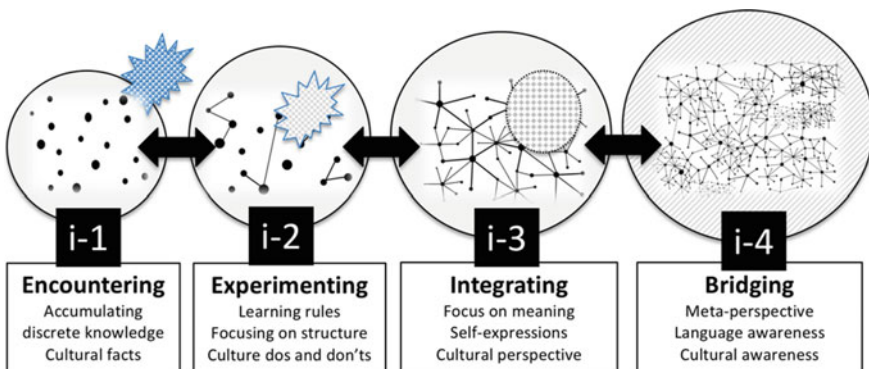 i-1
i-2
i-3
i-4
Encountering
Accumulating
discrete knowledge
Cultural facts
Experimenting
Learning rules
Focusing on structure
Culture dos and don'ts
Integrating
Focus on meaning
Self-expressions
Cultural perspective
Bridging
Meta-perspective
Language awareness
Cultural awareness